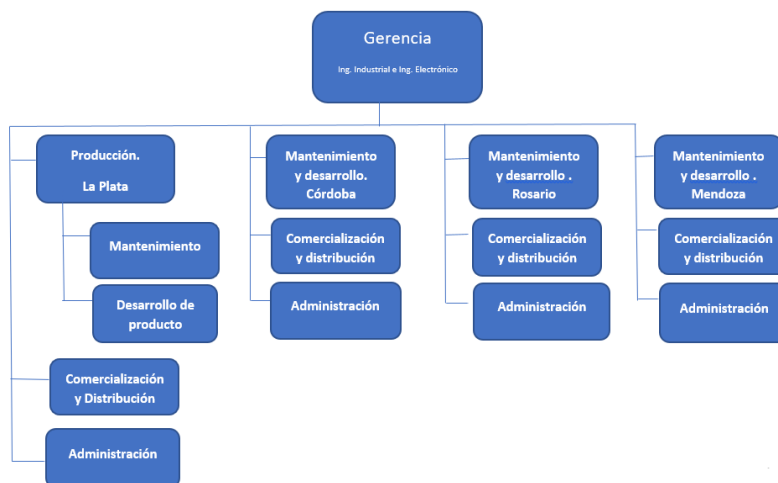 Gerencia
Ing. Industrial e Ing. Electrónico
Producción.
La Plata
Mantenimiento
Desarrollo de
producto
Comercialización
y Distribución
Administración
Mantenimiento
y desarrollo.
Córdoba
Comercialización
y distribución
Administración
Mantenimiento
y desarrollo .
Rosario
Comercialización
y distribución
Administración
Mantenimiento
y desarrollo .
Mendoza
Comercialización
y distribución
Administración